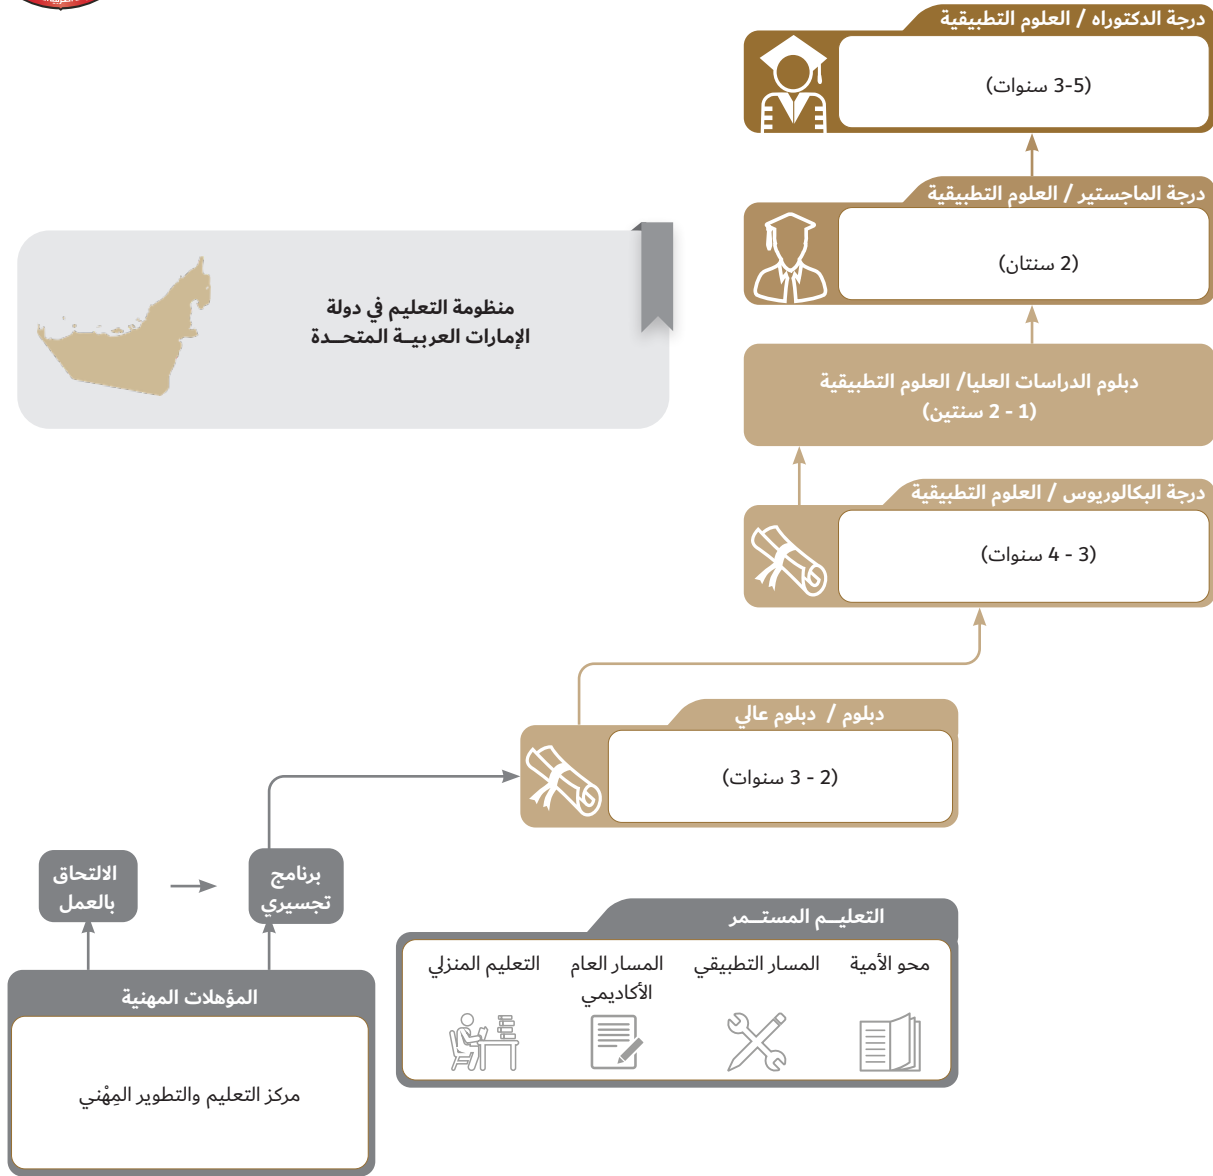 درجة الدكتوراه / العلوم التطبيقية
(3-5 سنوات)
درجة الماجستير / العلوم التطبيقية
(2 سنتان)
منظومة التعليم في دولة
الإمارات العربيــة المتحــدة
دبلوم الدراسات العليا/ العلوم التطبيقية
(1 - 2 سنتين)
درجة البكالوريوس / العلوم التطبيقية
(3 - 4 سنوات)
دبلوم / دبلوم عالي
(2 - 3 سنوات)
برنامج
تجسيري
الالتحاق
بالعمل
التعليــم المستــمر
محو الأمية
المسار التطبيقي
المسار العام
الأكاديمي
التعليم المنزلي
المؤهلات المهنية
مركز التعليم والتطوير المِهْني